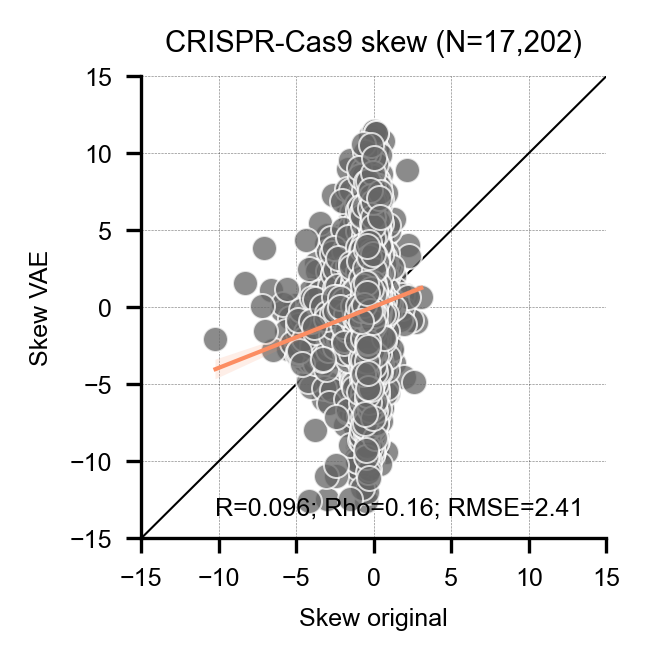 CRISPR-Cas9 skew (N=17,202)
15
10
5
0
−5
−10
−15
Skew VAE
R=0.096; Rho=0.16; RMSE=2.41
−15 −10 −5 0 5 10 15
Skew original